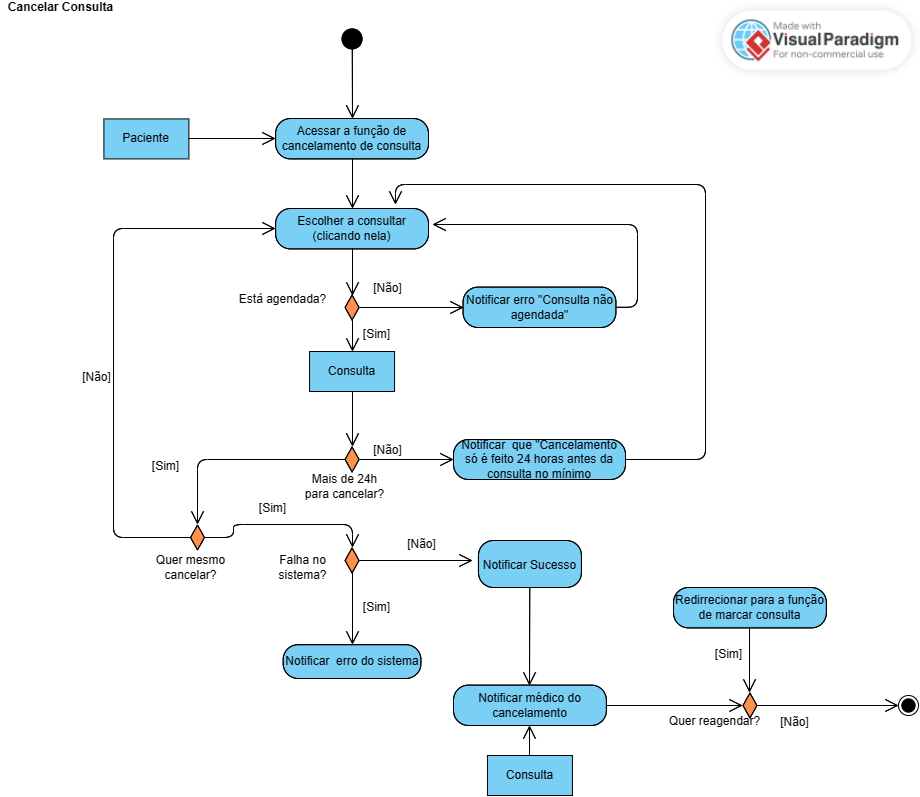 Cancelar Consulta
Made with
VisualParadigm
For non-commercial use
Paciente
Acessar a função de
cancelamento de consulta
Escolher a consultar
(clicando nela)
Está agendada?
[Não]
Notificar erro "Consulta não
agendada"
[Sim]
Consulta
[Não]
[Não]
Notificar  que "Cancelamento
só é feito 24 horas antes da
consulta no mínimo
[Sim]
Mais de 24h
para cancelar?
[Sim]
Quer mesmo
cancelar?
Falha no
sistema?
[Não]
Notificar Sucesso
[Sim]
Notificar  erro do sistema
Redirrecionar para a função
de marcar consulta
[Sim]
Notificar médico do
cancelamento
Quer reagendar?
[Não]
Consulta